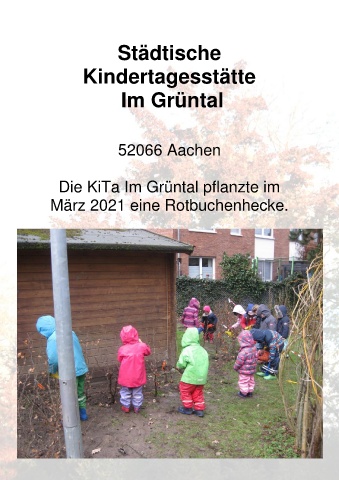 Städtische
Kindertagesstätte
Im Grüntal
52066 Aachen
Die KiTa Im Grüntal pflanzte im
März 2021 eine Rotbuchenhecke.